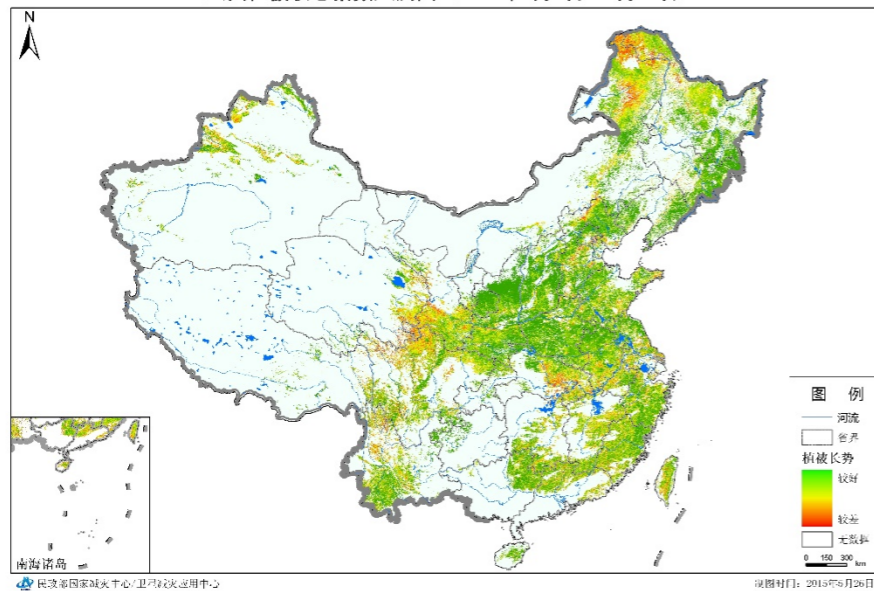 N
图 例
河流
省界
植被长势
较好
较差
无数据
0 150 300
km
南海诸岛
民政部国家减灾中心/卫星减灾应用中心
制图时间：2015年5月26日